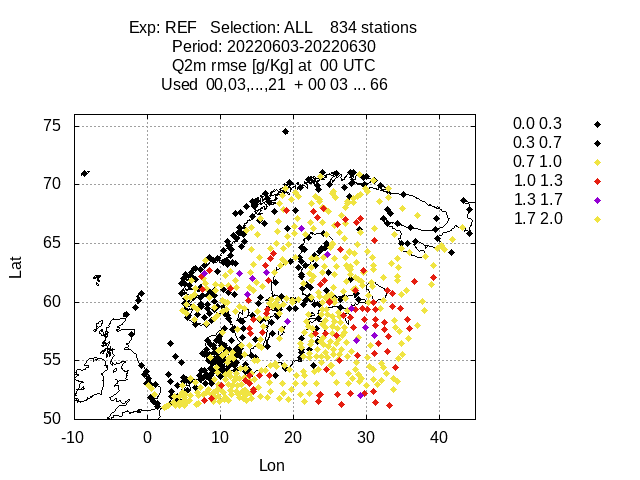 Exp: REF   Selection: ALL    834 stations
Period: 20220603-20220630
Q2m rmse [g/Kg] at  00 UTC
Used  00,03,...,21  + 00 03 ... 66
75
70
65
60
55
50
-10 0 10 20 30 40
Lat
Lon
0.0 0.3
0.3 0.7
0.7 1.0
1.0 1.3
1.3 1.7
1.7 2.0